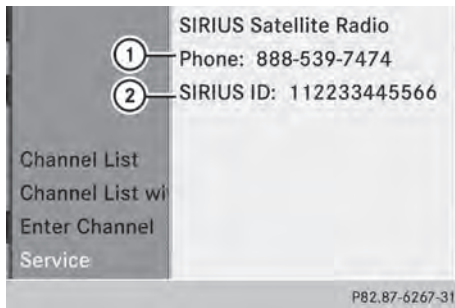 SIRIUS Satellite Radio
1 Phone: 888-539-7474
2 SIRIUS ID: 112233445566
Channel List
Channel List wi
Enter Channel
Service
P82.87-6267-31